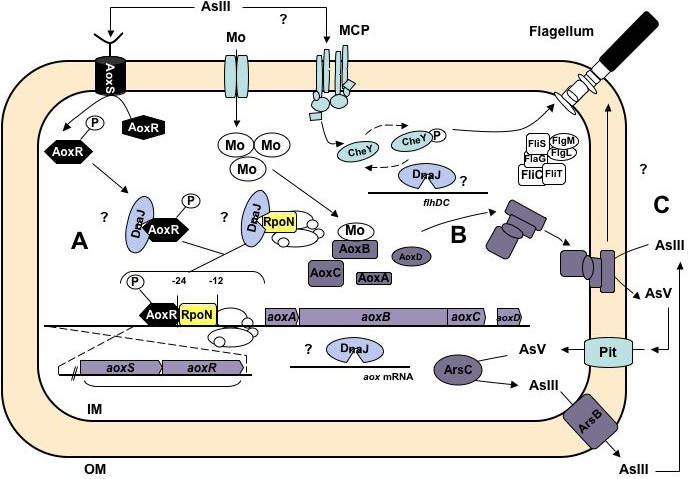 AsIII
?
Mo
MCP
Flagellum
AoxS
P
AoxR
AoxR
Mo
Mo
Mo
CheY
CheY
P
DnaJ
?
flhDC
FliS
FlgM
FlaG
FlgL
FliC
FliT
?
A
?
DnaJ
AoxR
P
?
DnaJ
RpoN
Mo
AoxB
AoxC
AoxA
AoxD
B
C
AsIII
AsV
P
-24
-12
AoxR
RpoN
aoxA
aoxB
aoxC
aoxD
aoxS
aoxR
?
DnaJ
aox mRNA
AsV
ArsC
AsIII
Pit
ArsB
IM
OM
AsIII